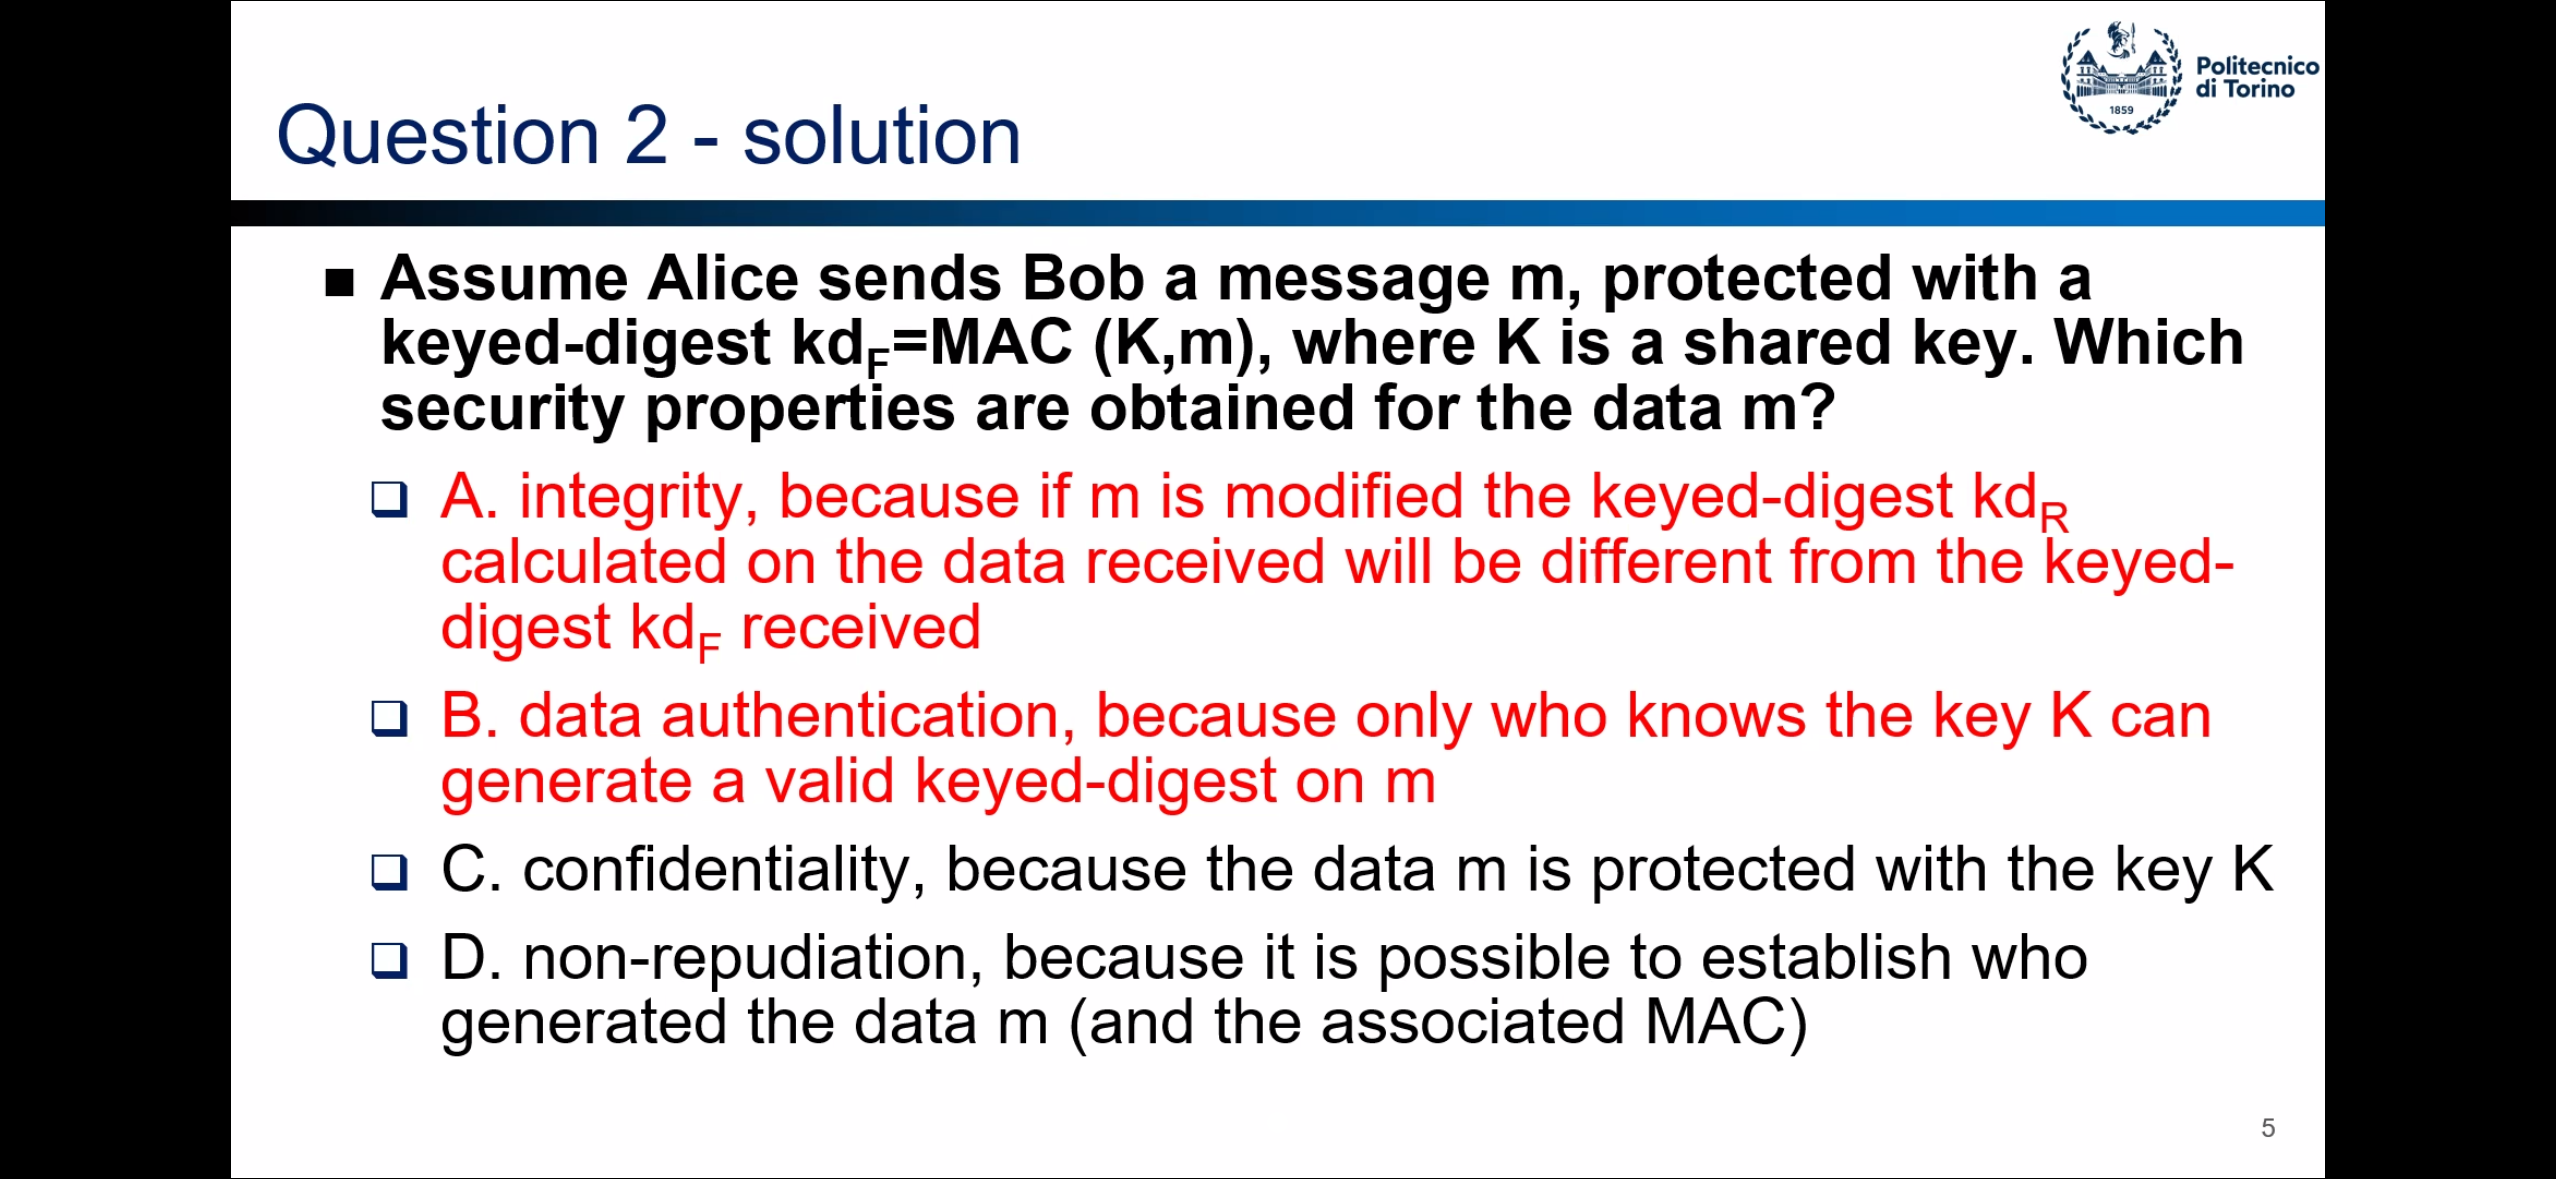 Politecnico
di Torino
1859
Question 2 - solution
■ Assume Alice sends Bob a message m, protected with a
keyed-digest kdF=MAC (K,m), where K is a shared key. Which
security properties are obtained for the data m?
❑ A. integrity, because if m is modified the keyed-digest kdR
calculated on the data received will be different from the keyed-
digest kdF received
❑ B. data authentication, because only who knows the key K can
generate a valid keyed-digest on m
❑ C. confidentiality, because the data m is protected with the key K
❑ D. non-repudiation, because it is possible to establish who
generated the data m (and the associated MAC)
5